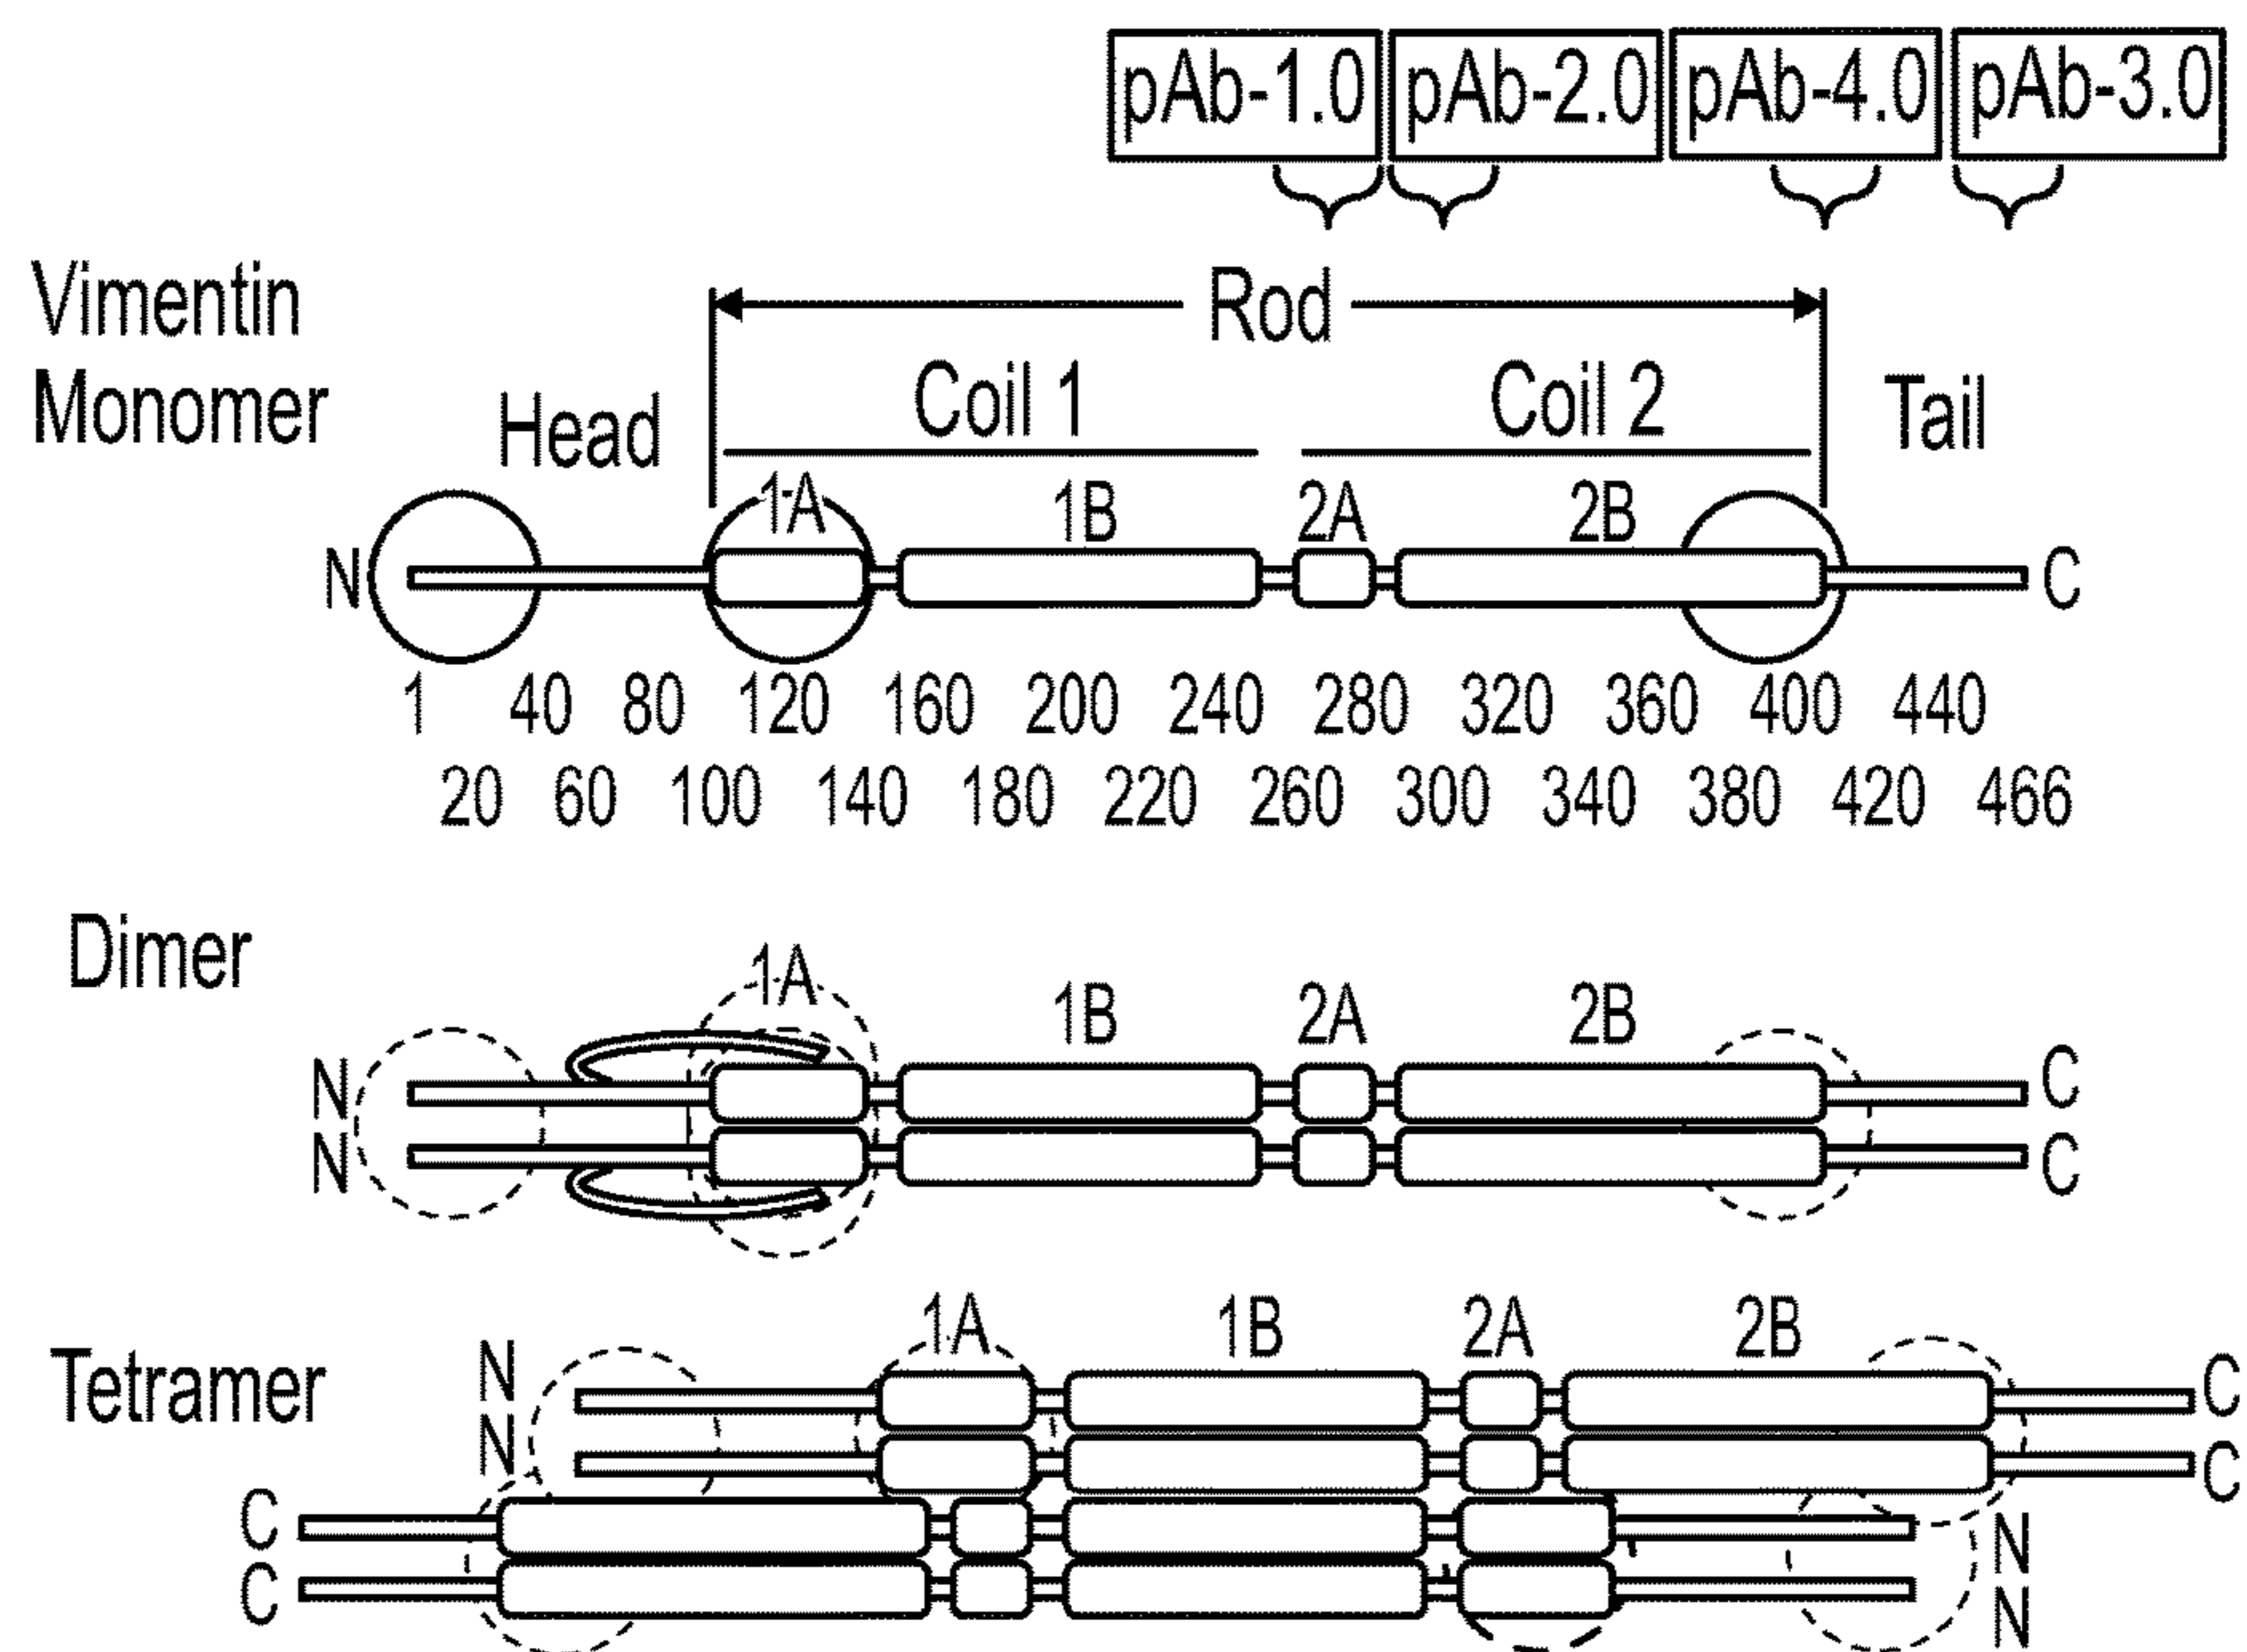 pAb-1.0 pAb-2.0 pAb-4.0 pAb-3.0
Vimentin
Monomer
Rod
Head Coil 1 Coil 2 Tail
1A 1B 2A 2B
N C
1 40 80 120 160 200 240 280 320 360 400 440
20 60 100 140 180 220 260 300 340 380 420 466
Dimer
1A 1B 2A 2B
N C
N C
Tetramer
1A 1B 2A 2B
N C
N C
C N
C N